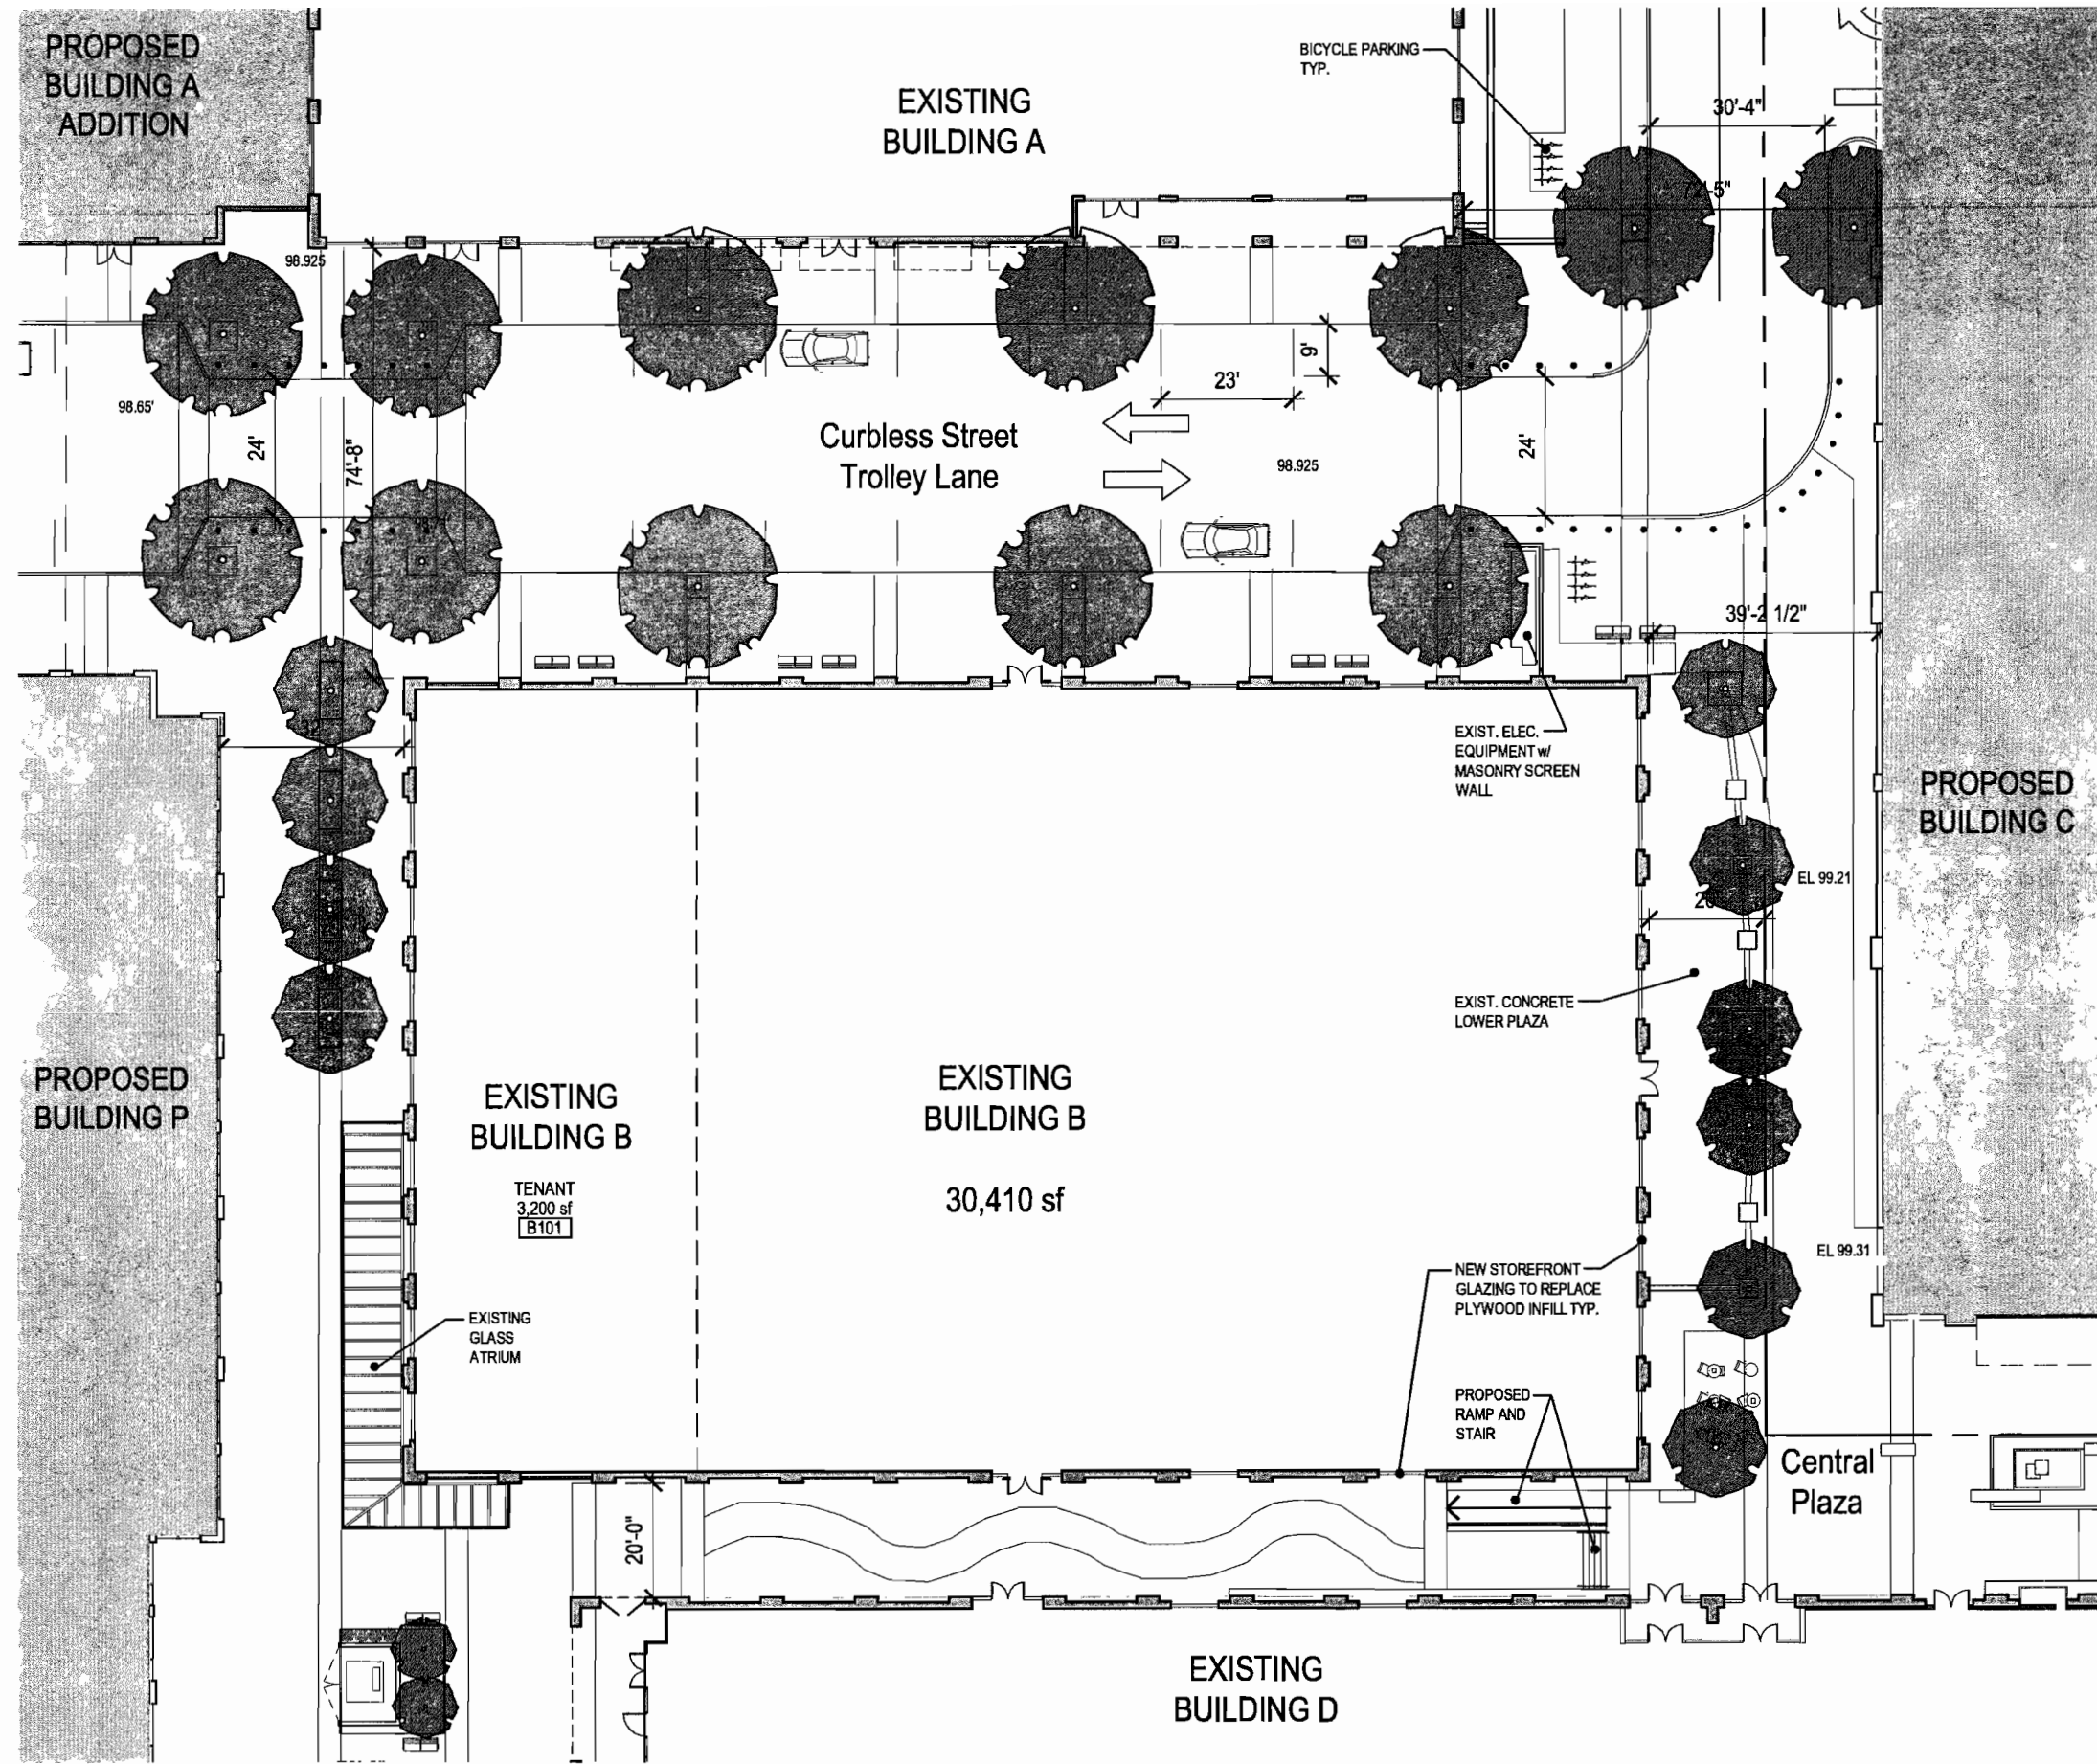 PROPOSED
BUILDING A
ADDITION
EXISTING
BUILDING A
BICYCLE PARKING
TYP.
30'-4"
98.925
98.65'
24'
74'-8"
Curbless Street
Trolley Lane
23'
9'
98.925
24'
39'-2 1/2"
EXIST. ELEC.
EQUIPMENT w/
MASONRY SCREEN
WALL
PROPOSED
BUILDING C
EL 99.21
EXIST. CONCRETE
LOWER PLAZA
PROPOSED
BUILDING P
EXISTING
BUILDING B
TENANT
3,200 sf
B101
EXISTING
BUILDING B
30,410 sf
EL 99.31
NEW STOREFRONT
GLAZING TO REPLACE
PLYWOOD INFILL TYP.
EXISTING
GLASS
ATRIUM
PROPOSED
RAMP AND
STAIR
Central
Plaza
20'-0"
EXISTING
BUILDING D